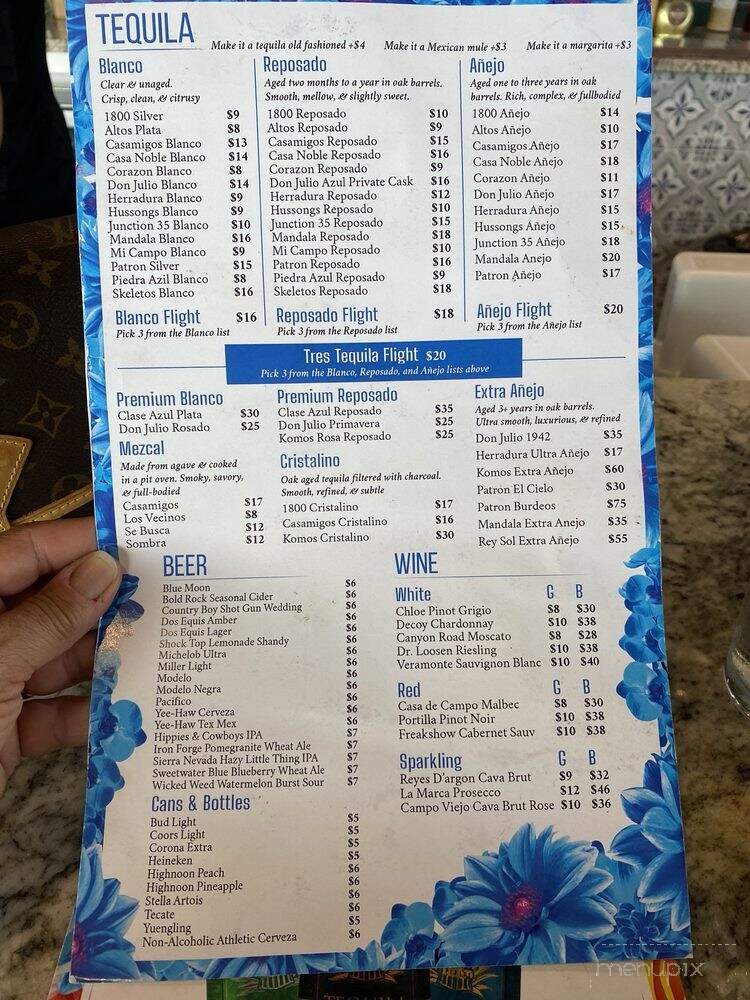 TEQUILA
Make it a tequila old fashioned +$4 Make it a Mexican mule +$3 Make it a margarita +$3
Blanco
Clear & unaged.
Crisp, clean, & citrusy
1800 Silver $9
Altos Plata $8
Casamigos Blanco $13
Casa Noble Blanco $14
Corazon Blanco $8
Don Julio Blanco $14
Herradura Blanco $9
Hussongs Blanco $9
Junction 35 Blanco $10
Mandala Blanco $16
Mi Campo Blanco $9
Patron Silver $15
Piedra Azil Blanco $8
Skeletos Blanco $16
Blanco Flight $16
Pick 3 from the Blanco list
Reposado
Aged two months to a year in oak barrels.
Smooth, mellow, & slightly sweet.
1800 Reposado $10
Altos Reposado $9
Casamigos Reposado $15
Casa Noble Reposado $16
Corazon Reposado $9
Don Julio Azul Private Cask $16
Herradura Reposado $12
Hussongs Reposado $10
Junction 35 Reposado $15
Mandala Reposado $18
Mi Campo Reposado $10
Patron Reposado $16
Piedra Azul Reposado $9
Skeletos Reposado $18
Reposado Flight $18
Pick 3 from the Reposado list
Añejo
Aged one to three years in oak
barrels. Rich, complex, & fullbodied
1800 Añejo $14
Altos Añejo $10
Casamigos Añejo $17
Casa Noble Añejo $18
Corazon Añejo $11
Don Julio Añejo $17
Herradura Añejo $15
Hussongs Añejo $15
Junction 35 Añejo $18
Mandala Anejo $20
Patron Añejo $17
Añejo Flight $20
Pick 3 from the Añejo list
Tres Tequila Flight $20
Pick 3 from the Blanco, Reposado, and Añejo lists above
Premium Blanco
Clase Azul Plata $30
Don Julio Rosado $25
Mezcal
Made from agave & cooked
in a pit oven. Smoky, savory,
& full-bodied
Casamigos $17
Los Vecinos $8
Se Busca $12
Sombra $12
Premium Reposado
Clase Azul Reposado $35
Don Julio Primavera $25
Komos Rosa Reposado $25
Cristalino
Oak aged tequila filtered with charcoal.
Smooth, refined, & subtle
1800 Cristalino $17
Casamigos Cristalino $16
Komos Cristalino $30
Extra Añejo
Aged 3+ years in oak barrels.
Ultra smooth, luxurious, & refined
Don Julio 1942 $35
Herradura Ultra Añejo $17
Komos Extra Añejo $60
Patron El Cielo $30
Patron Burdeos $75
Mandala Extra Anejo $35
Rey Sol Extra Añejo $55
BEER
Blue Moon $6
Bold Rock Seasonal Cider $6
Country Boy Shot Gun Wedding $6
Dos Equis Amber $6
Dos Equis Lager $6
Shock Top Lemonade Shandy $6
Michelob Ultra $6
Miller Light $6
Modelo $6
Modelo Negra $6
Pacifico $6
Yee-Haw Cerveza $6
Yee-Haw Tex Mex $6
Hippies & Cowboys IPA $7
Iron Forge Pomegranite Wheat Ale $7
Sierra Nevada Hazy Little Thing IPA $7
Sweetwater Blue Blueberry Wheat Ale $7
Wicked Weed Watermelon Burst Sour $7
Cans & Bottles
Bud Light $5
Coors Light $5
Corona Extra $5
Heineken $5
Highnoon Peach $6
Highnoon Pineapple $6
Stella Artois $6
Tecate $6
Yuengling $5
Non-Alcoholic Athletic Cerveza $6
WINE
White G B
Chloe Pinot Grigio $8 $30
Decoy Chardonnay $10 $38
Canyon Road Moscato $8 $28
Dr. Loosen Riesling $10 $38
Veramonte Sauvignon Blanc $10 $40
Red G B
Casa de Campo Malbec $8 $30
Portilla Pinot Noir $10 $38
Freakshow Cabernet Sauv $10 $38
Sparkling G B
Reyes D'argon Cava Brut $9 $32
La Marca Prosecco $12 $46
Campo Viejo Cava Brut Rose $10 $36
menupix
TEQUILA